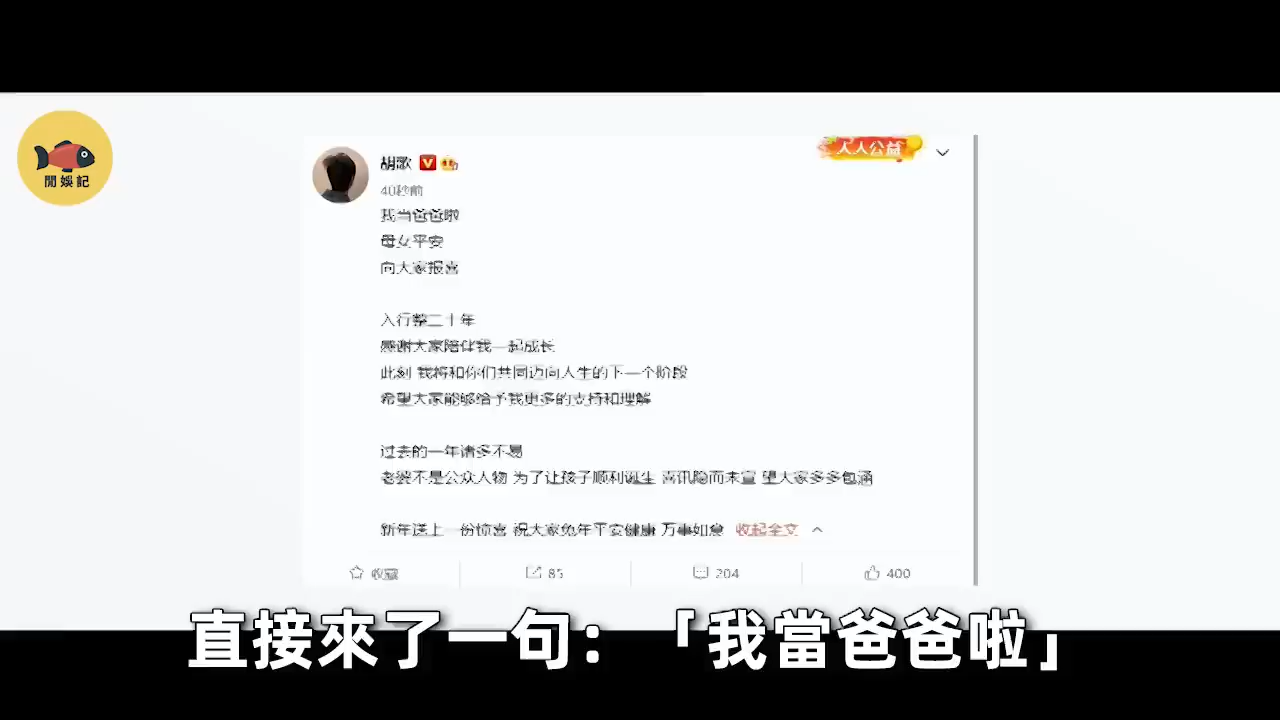 閒娛記
胡歌
人人公益
40秒前
我当爸爸啦
母女平安
向大家报喜
入行整二十年
感谢大家陪伴我一起成长
此刻 我将和你们共同迈向人生的下一个阶段
希望大家能够给予我更多的支持和理解
过去的一年诸多不易
老婆不是公众人物 为了让孩子顺利诞生 喜讯隐而未宣 望大家多多包涵
新年送上一份惊喜 祝大家兔年平安健康 万事如意 收起全文
收藏 85 204 400
直接來了一句：「我當爸爸啦」